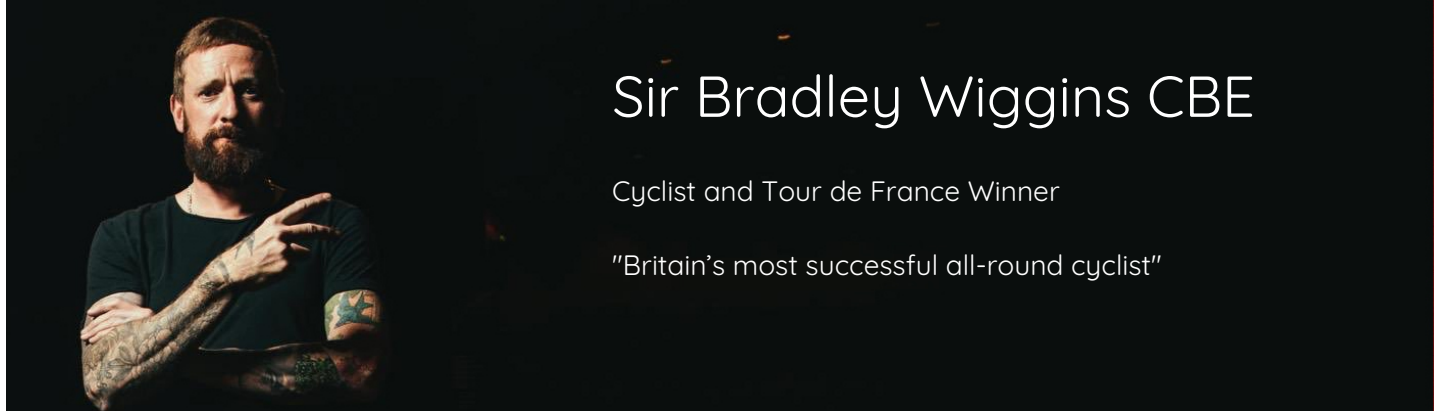 Sir Bradley Wiggins CBE
Cyclist and Tour de France Winner
"Britain’s most successful all-round cyclist"